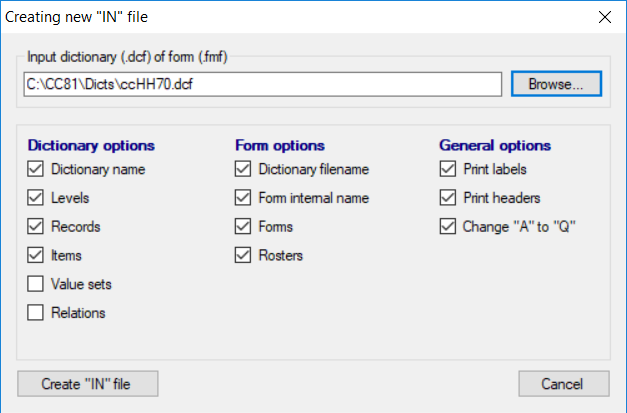 Creating new "IN" file
Input dictionary (.dcf) of form (.fmf)
C:\CC81\Dicts\ccHH70.dcf
Browse...
Dictionary options
Dictionary name
Levels
Records
Items
Value sets
Relations
Form options
Dictionary filename
Form internal name
Forms
Rosters
General options
Print labels
Print headers
Change "A" to "Q"
Create "IN" file
Cancel